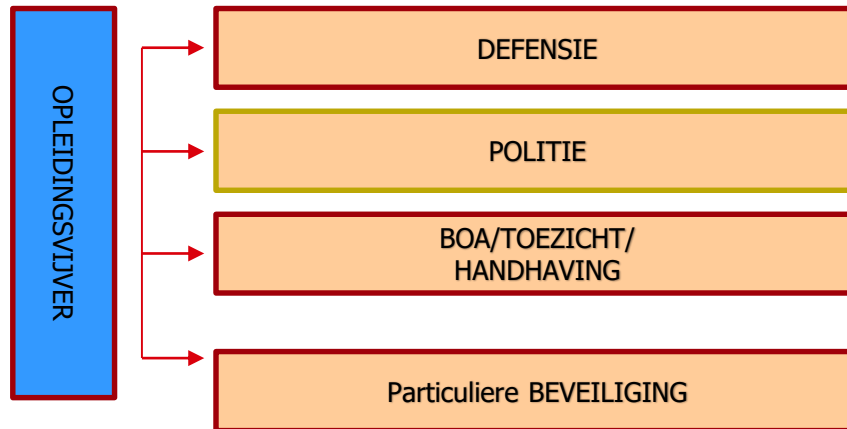 OPLEIDINGSVIJVER
DEFENSIE
POLITIE
BOA/TOEZICHT/
HANDHAVING
Particuliere BEVEILIGING